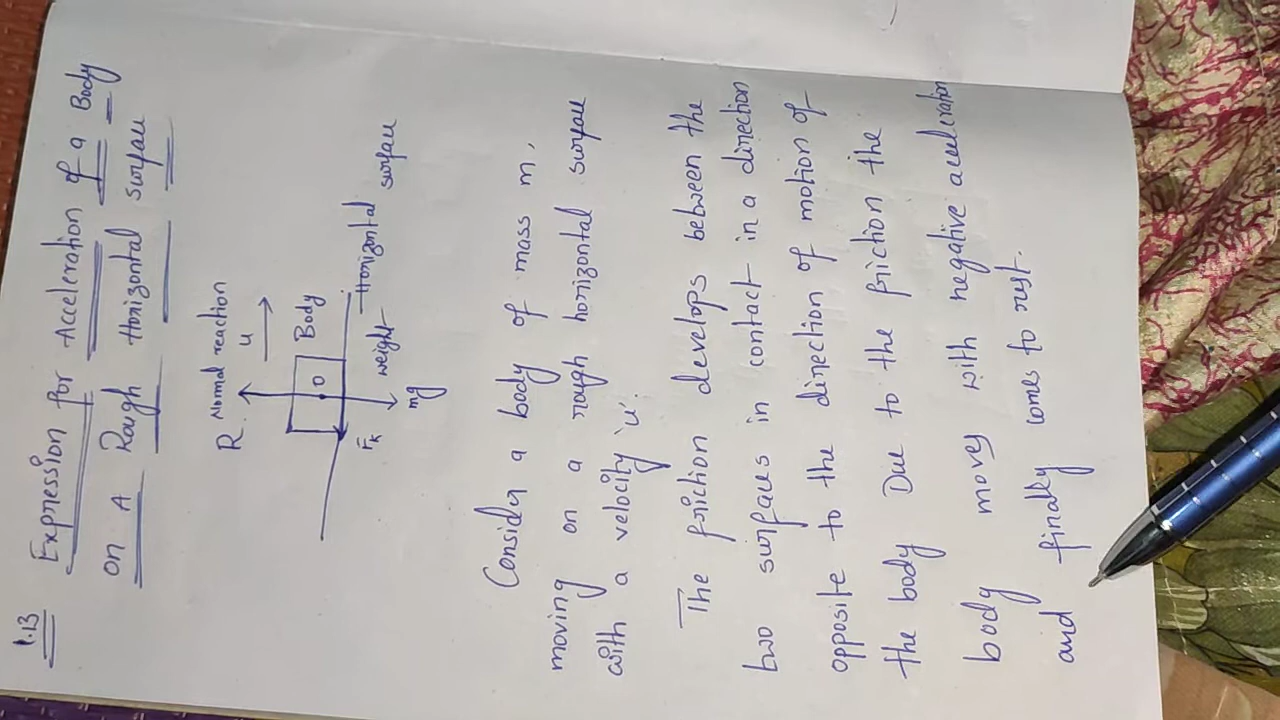 1.13 Expression for Acceleration of a Body
on A Rough Horizontal surface
R Normal reaction
u
Body
O
Horizontal surface
weight
Fk
mg
Consider a body of mass m,
moving on a rough horizontal surface
with a velocity 'u'.
The friction develops between the
two surfaces in contact in a direction
opposite to the direction of motion of
the body Due to the friction the
body moves with negative acceleration
and finally comes to rest.